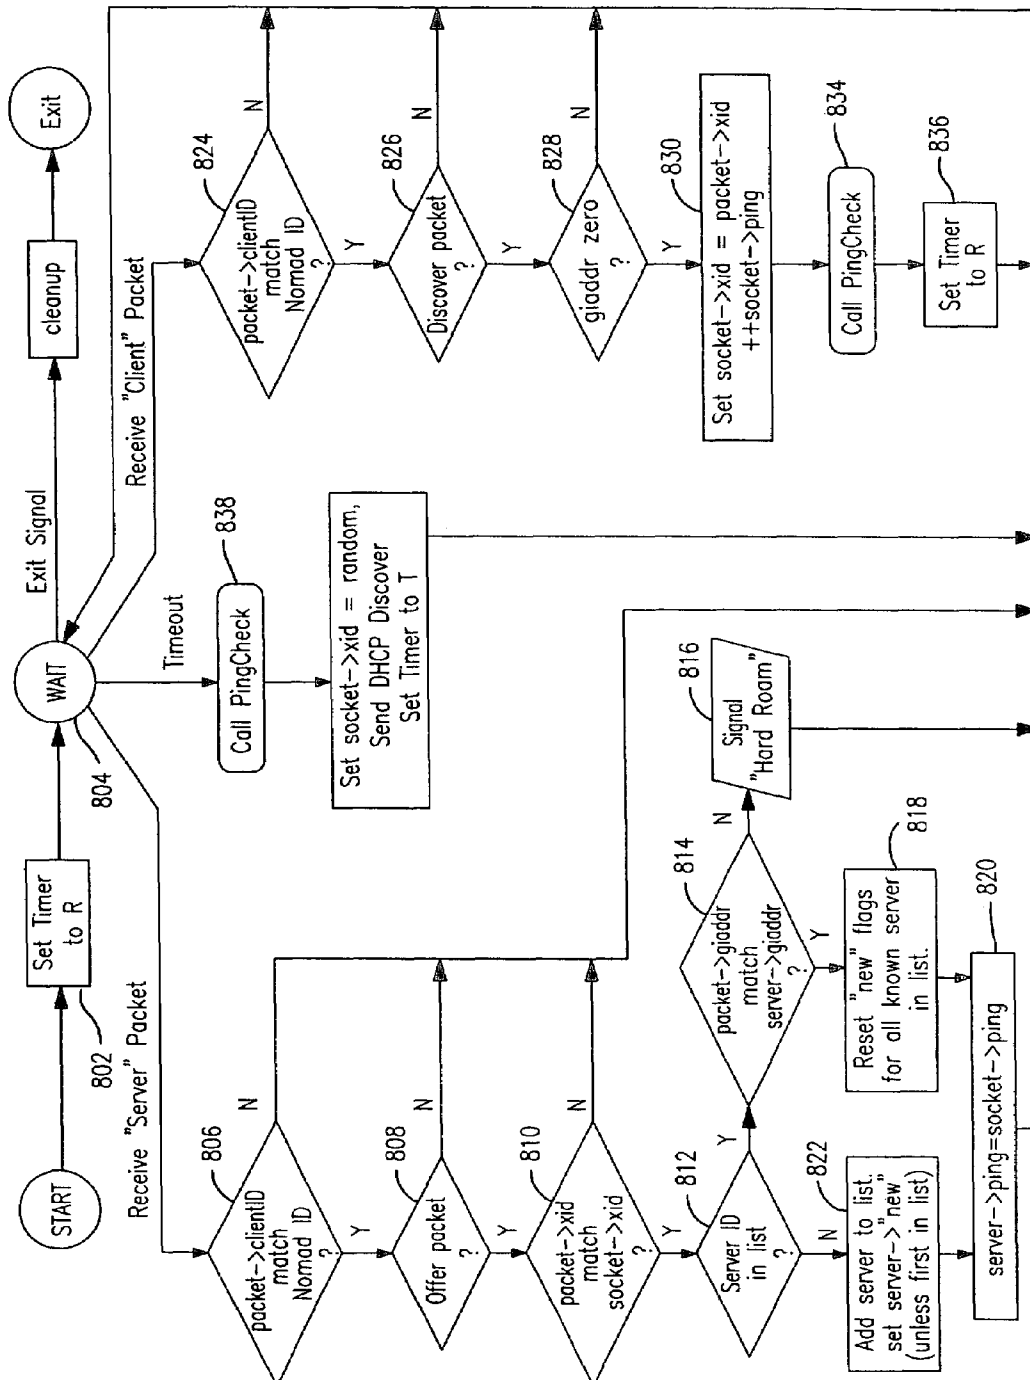 START
802
Set Timer
to R
WAIT
804
Exit Signal
cleanup
Exit
Receive "Server" Packet
Timeout
Receive "Client" Packet
806
packet->clientID
match
Nomad ID
?
N
Y
808
Offer packet
?
N
Y
810
packet->xid
match
socket->xid
?
N
Y
812
Server ID
in list
?
Y
N
814
packet->giaddr
match
server->giaddr
?
N
Y
816
Signal
"Hard Roam"
818
Reset "new" flags
for all known server
in list.
822
Add server to list.
set server->"new"
(unless first in list)
820
server->ping=socket->ping
838
Call PingCheck
Set socket->xid = random,
Send DHCP Discover
Set Timer to T
824
packet->clientID
match
Nomad ID
?
N
Y
826
Discover packet
?
N
Y
828
giaddr zero
?
N
Y
830
Set socket->xid = packet->xid
++socket->ping
834
Call PingCheck
836
Set Timer
to R